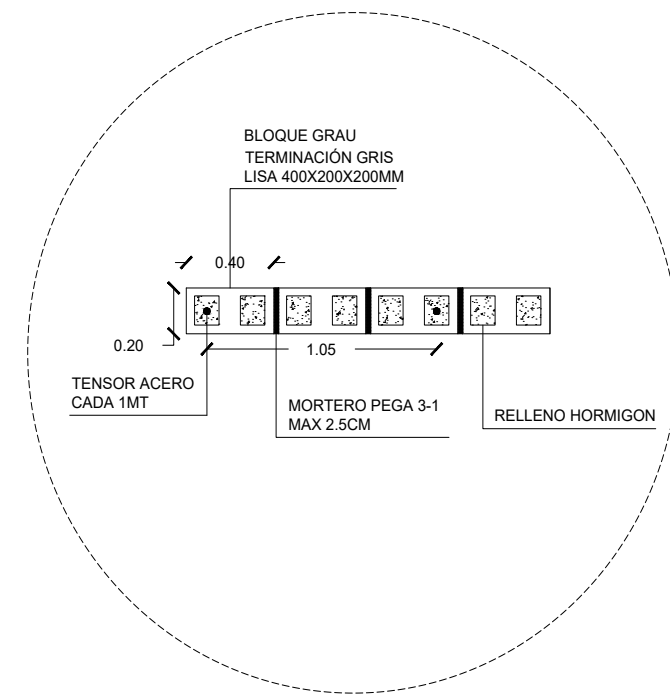 BLOQUE GRAU
TERMINACIÓN GRIS
LISA 400X200X200MM
0.40
0.20
1.05
TENSOR ACERO
CADA 1MT
MORTERO PEGA 3-1
MAX 2.5CM
RELLENO HORMIGON